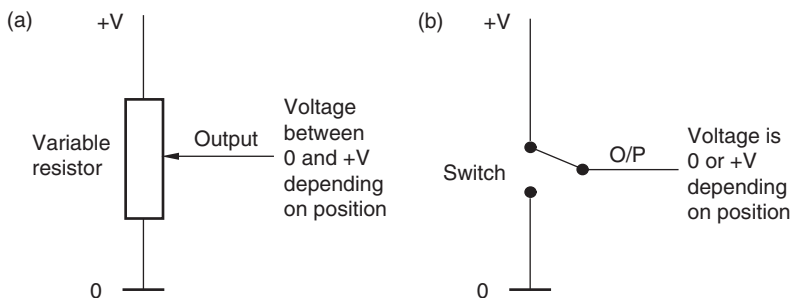 (a)
+V
Variable
resistor
Output
Voltage
between
0 and +V
depending
on position
0
(b)
+V
Switch
O/P
Voltage is
0 or +V
depending
on position
0